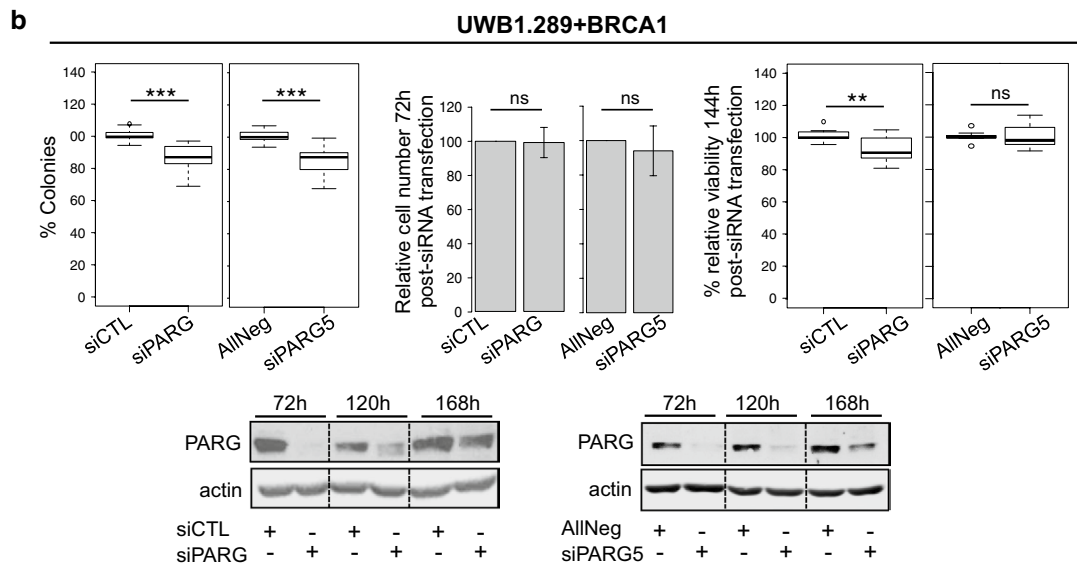 b
UWB1.289+BRCA1
% Colonies
140
120
00
80
60
40
20
0
***
***
siCTL
siPARG
AllNeg
siPARG5
Relative cell number 72h
post-siRNA transfection
120
100
80
60
40
20
0
ns
ns
siCTL
siPARG
AllNeg
siPARG5
% relative viability 144h
post-siRNA transfection
140
120
100
80
60
40
20
0
**
ns
siCTL
siPARG
AllNeg
siPARG5
72h 120h 168h
PARG
actin
siCTL + - + - + -
siPARG - + - + - +
72h 120h 168h
PARG
actin
AllNeg + - + - + -
siPARG5 - + - + - +